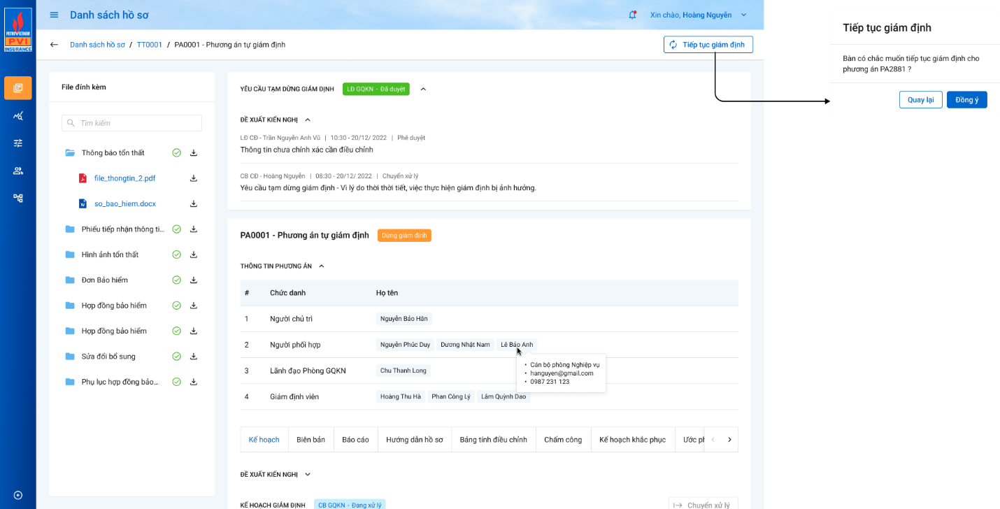 PETROVIETNAM
PVI
INSURANCE
Danh sách hồ sơ
Xin chào, Hoàng Nguyên
Danh sách hồ sơ / TT0001 / PA0001 - Phương án tự giám định
Tiếp tục giám định
File đính kèm
Tìm kiếm
Thông báo tổn thất
file_thongtin_2.pdf
so_bao_hiem.docx
Phiếu tiếp nhận thông ti...
Hình ảnh tổn thất
Đơn Bảo hiểm
Hợp đồng bảo hiểm
Hợp đồng bảo hiểm
Sửa đổi bổ sung
Phụ lục hợp đồng bảo...
YÊU CẦU TẠM DỪNG GIÁM ĐỊNH LĐ GQKN - Đã duyệt
ĐỀ XUẤT KIẾN NGHỊ
LĐ CĐ - Trần Nguyễn Anh Vũ | 10:30 - 20/12/ 2022 | Phê duyệt
Thông tin chưa chính xác cần điều chỉnh
CB CĐ - Hoàng Nguyên | 08:30 - 20/12/ 2022 | Chuyển xử lý
Yêu cầu tạm dừng giám định - Vì lý do thời thời tiết, việc thực hiện giám định bị ảnh hưởng.
PA0001 - Phương án tự giám định Dừng giám định
THÔNG TIN PHƯƠNG ÁN
# Chức danh Họ tên
1 Người chủ trì Nguyễn Bảo Hân
2 Người phối hợp Nguyễn Phúc Duy Dương Nhật Nam Lê Bảo Anh
• Cán bộ phòng Nghiệp vụ
• hanguyen@gmail.com
• 0987 231 123
3 Lãnh đạo Phòng GQKN Chu Thanh Long
4 Giám định viên Hoàng Thu Hà Phan Công Lý Lâm Quỳnh Dao
Kế hoạch Biên bản Báo cáo Hướng dẫn hồ sơ Bảng tính điều chỉnh Chấm công Kế hoạch khắc phục Ước ph
ĐỀ XUẤT KIẾN NGHỊ
KẾ HOẠCH GIÁM ĐỊNH CB GQKN - Đang xử lý Chuyển xử lý
Tiếp tục giám định
Bàn có chắc muốn tiếp tục giám định cho
phương án PA2881 ?
Quay lại Đồng ý